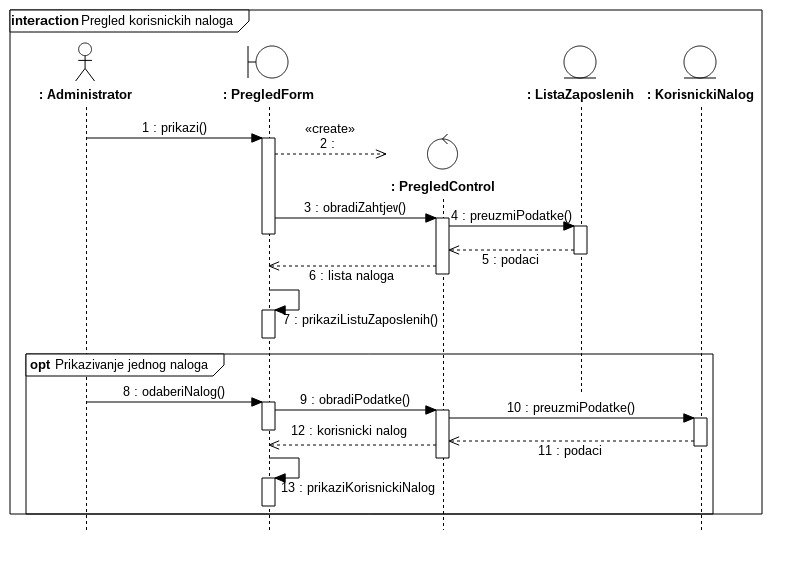 interaction Pregled korisnickih naloga
: Administrator
: PregledForm
: ListaZaposlenih
: KorisnickiNalog
1 : prikazi()
«create»
2 :
: PregledControl
3 : obradiZahtjev()
4 : preuzmiPodatke()
5 : podaci
6 : lista naloga
7 : prikaziListuZaposlenih()
opt Prikazivanje jednog naloga
8 : odaberiNalog()
9 : obradiPodatke()
10 : preuzmiPodatke()
12 : korisnicki nalog
11 : podaci
13 : prikaziKorisnickiNalog